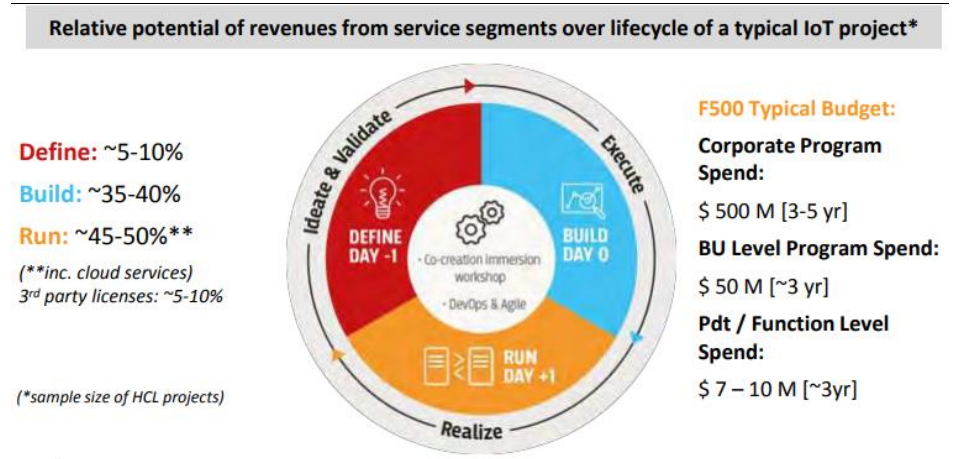 Relative potential of revenues from service segments over lifecycle of a typical IoT project*
Define: ~5-10%
Build: ~35-40%
Run: ~45-50%**
(**inc. cloud services)
3rd party licenses: ~5-10%
(*sample size of HCL projects)
Ideate & Validate
Execute
Realize
DEFINE
DAY -1
BUILD
DAY 0
RUN
DAY +1
· Co-creation immersion
workshop
· DevOps & Agile
F500 Typical Budget:
Corporate Program
Spend:
$ 500 M [3-5 yr]
BU Level Program Spend:
$ 50 M [~3 yr]
Pdt / Function Level
Spend:
$ 7 – 10 M [~3yr]